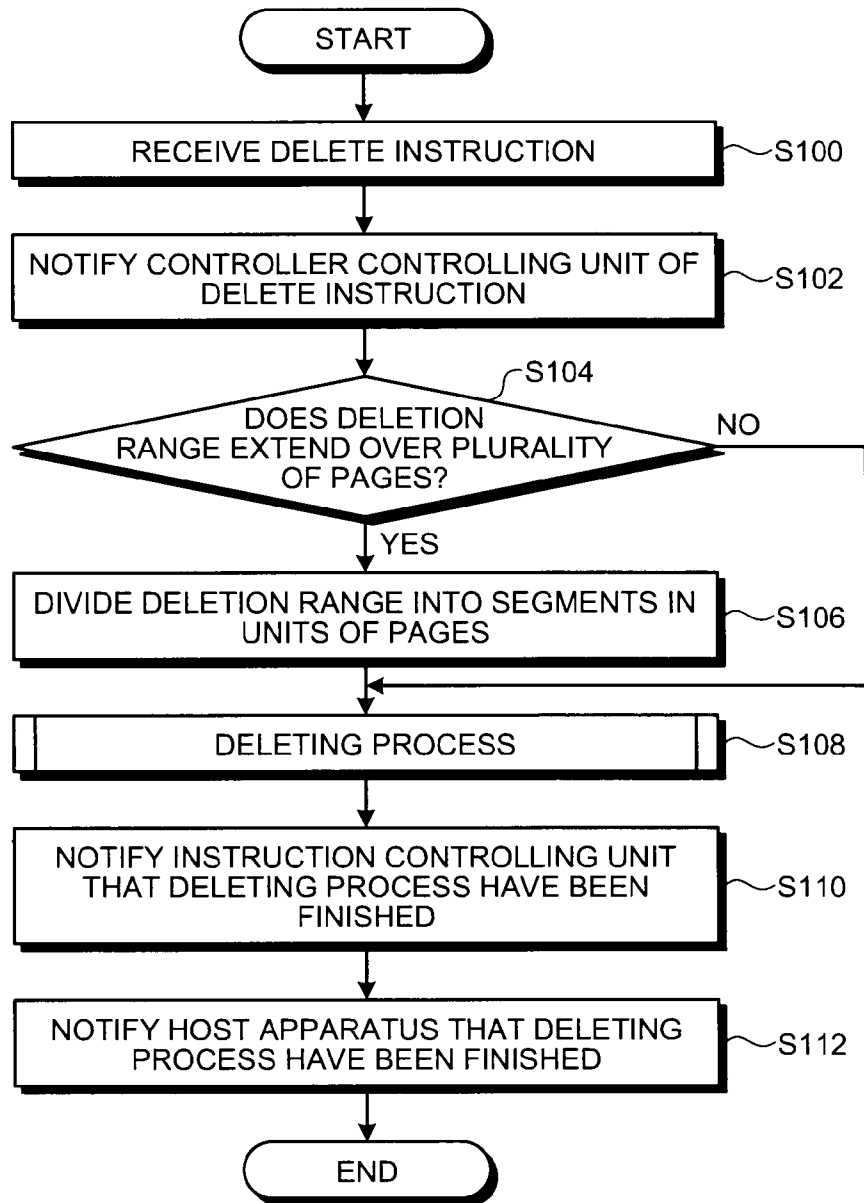 START
RECEIVE DELETE INSTRUCTION
S100
NOTIFY CONTROLLER CONTROLLING UNIT OF
DELETE INSTRUCTION
S102
S104
DOES DELETION
RANGE EXTEND OVER PLURALITY
OF PAGES?
NO
YES
DIVIDE DELETION RANGE INTO SEGMENTS IN
UNITS OF PAGES
S106
DELETING PROCESS
S108
NOTIFY INSTRUCTION CONTROLLING UNIT
THAT DELETING PROCESS HAVE BEEN
FINISHED
S110
NOTIFY HOST APPARATUS THAT DELETING
PROCESS HAVE BEEN FINISHED
S112
END